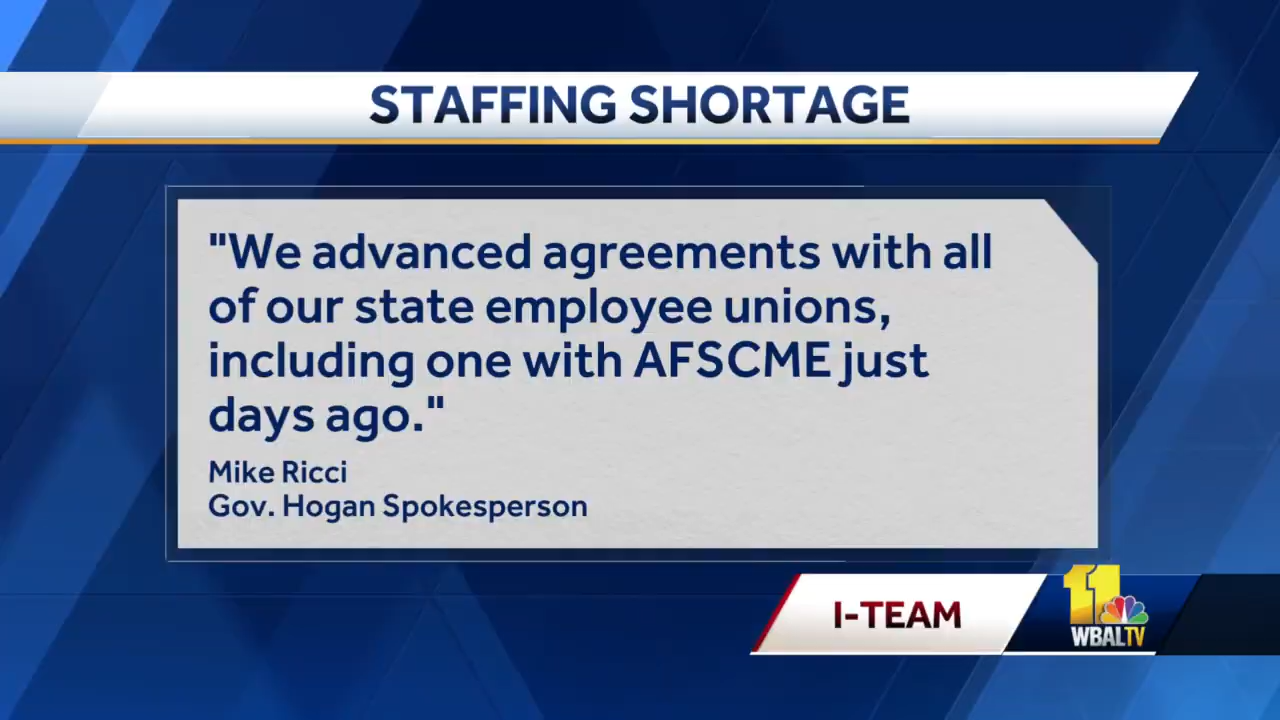 STAFFING SHORTAGE
"We advanced agreements with all
of our state employee unions,
including one with AFSCME just
days ago."
Mike Ricci
Gov. Hogan Spokesperson
I-TEAM
11
WBALTV